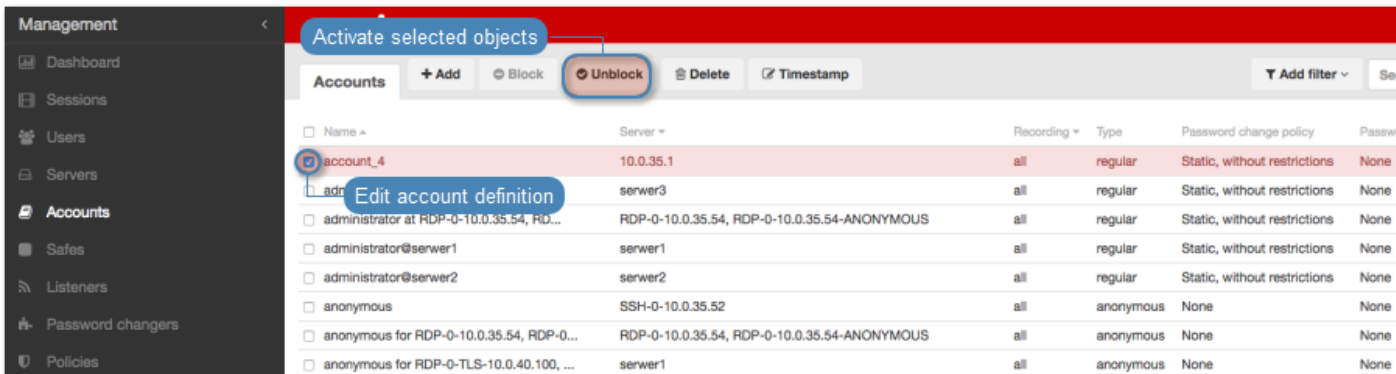 Management
Activate selected objects
Dashboard
Accounts
Add
Block
Unblock
Delete
Timestamp
Add filter
Sessions
Users
Name Server Recording Type Password change policy
account_4 10.0.35.1 all regular Static, without restrictions None
Servers
Edit account definition serwer3 all regular Static, without restrictions None
Accounts
administrator at RDP-0-10.0.35.54, RD... RDP-0-10.0.35.54, RDP-0-10.0.35.54-ANONYMOUS all regular Static, without restrictions None
Safes
administrator@serwer1 serwer1 all regular Static, without restrictions None
Listeners
administrator@serwer2 serwer2 all regular Static, without restrictions None
anonymous SSH-0-10.0.35.52 all anonymous None None
Password changers
anonymous for RDP-0-10.0.35.54, RDP-0... RDP-0-10.0.35.54, RDP-0-10.0.35.54-ANONYMOUS all anonymous None None
Policies
anonymous for RDP-0-TLS-10.0.40.100, ... serwer1 all anonymous None None